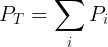 P_T = \sum_i P_i